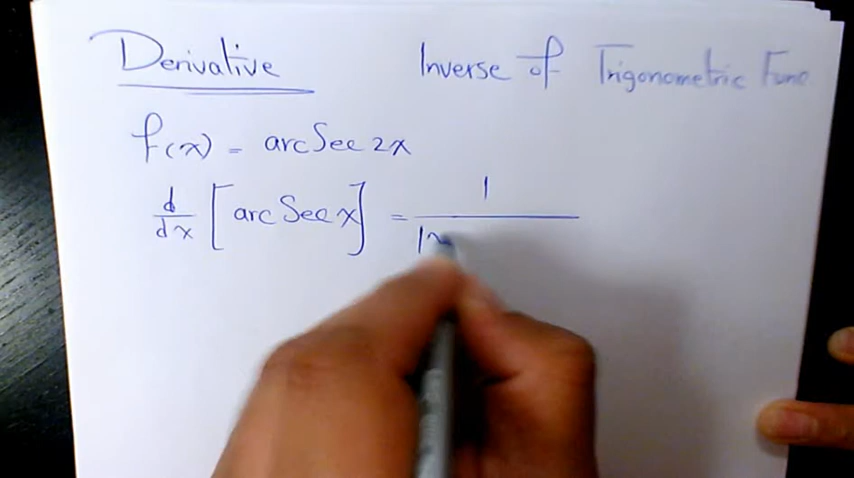 Derivative Inverse of Trigonometric Func
f(x) = arcSec 2x
d/dx [arcSec x] = 1/|x